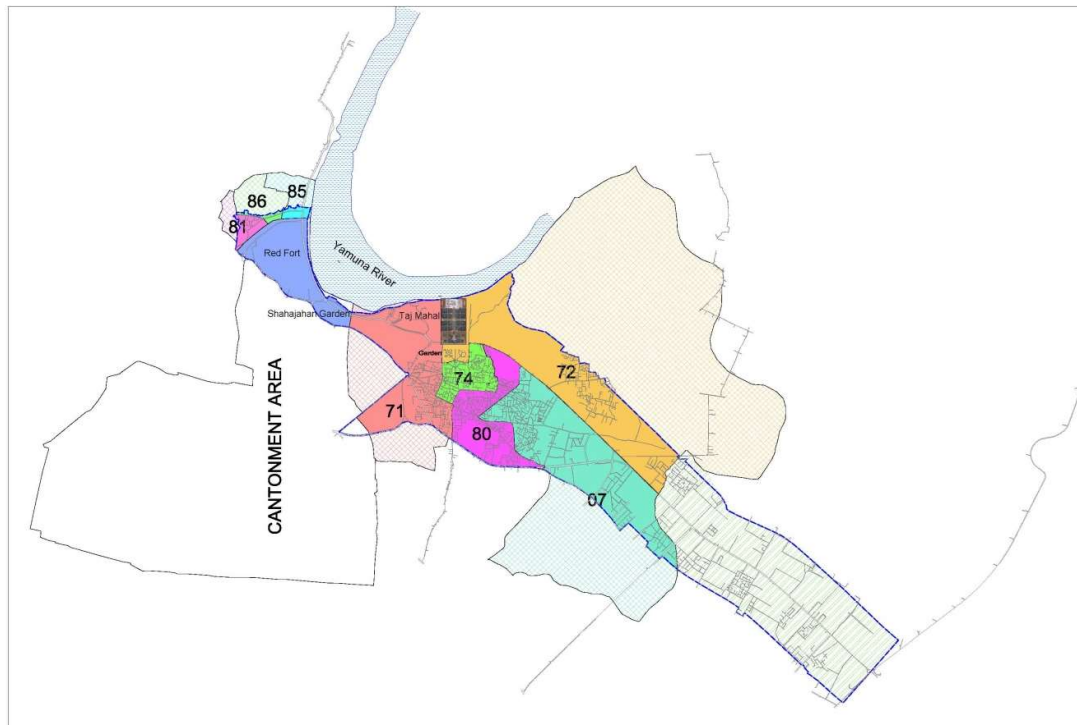 86
85
81
Red Fort
Yamuna River
Shahajahan Garden
Taj Mahal
Garden
74
72
71
80
07
CANTONMENT AREA